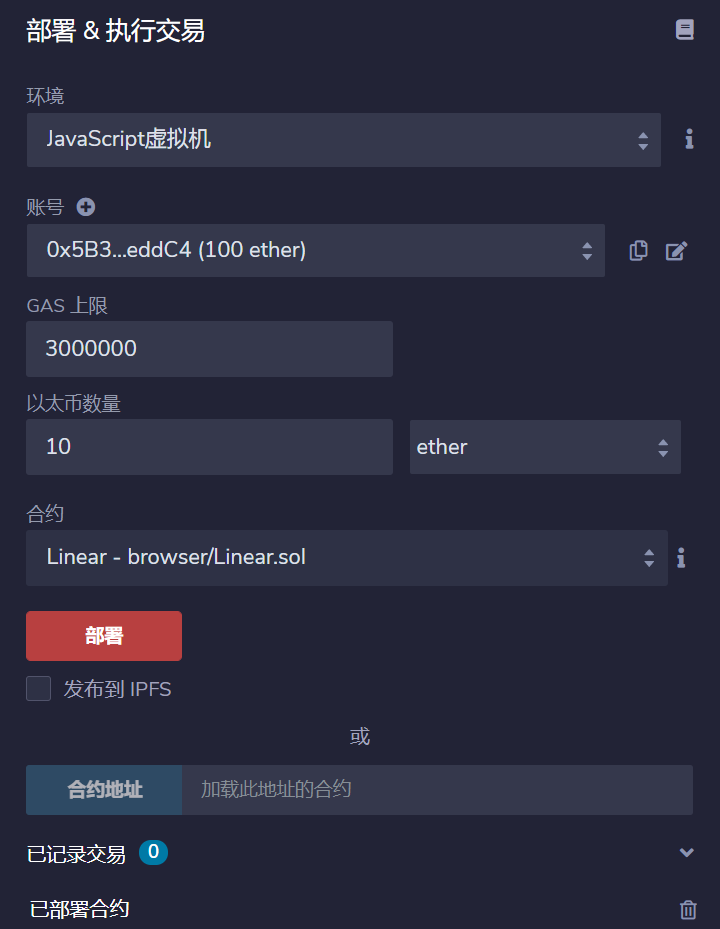 部署 & 执行交易
环境
JavaScript虚拟机
账号
0x5B3...eddC4 (100 ether)
GAS 上限
3000000
以太币数量
10 ether
合约
Linear - browser/Linear.sol
部署
发布到 IPFS
或
合约地址 加载此地址的合约
已记录交易 0
已部署合约